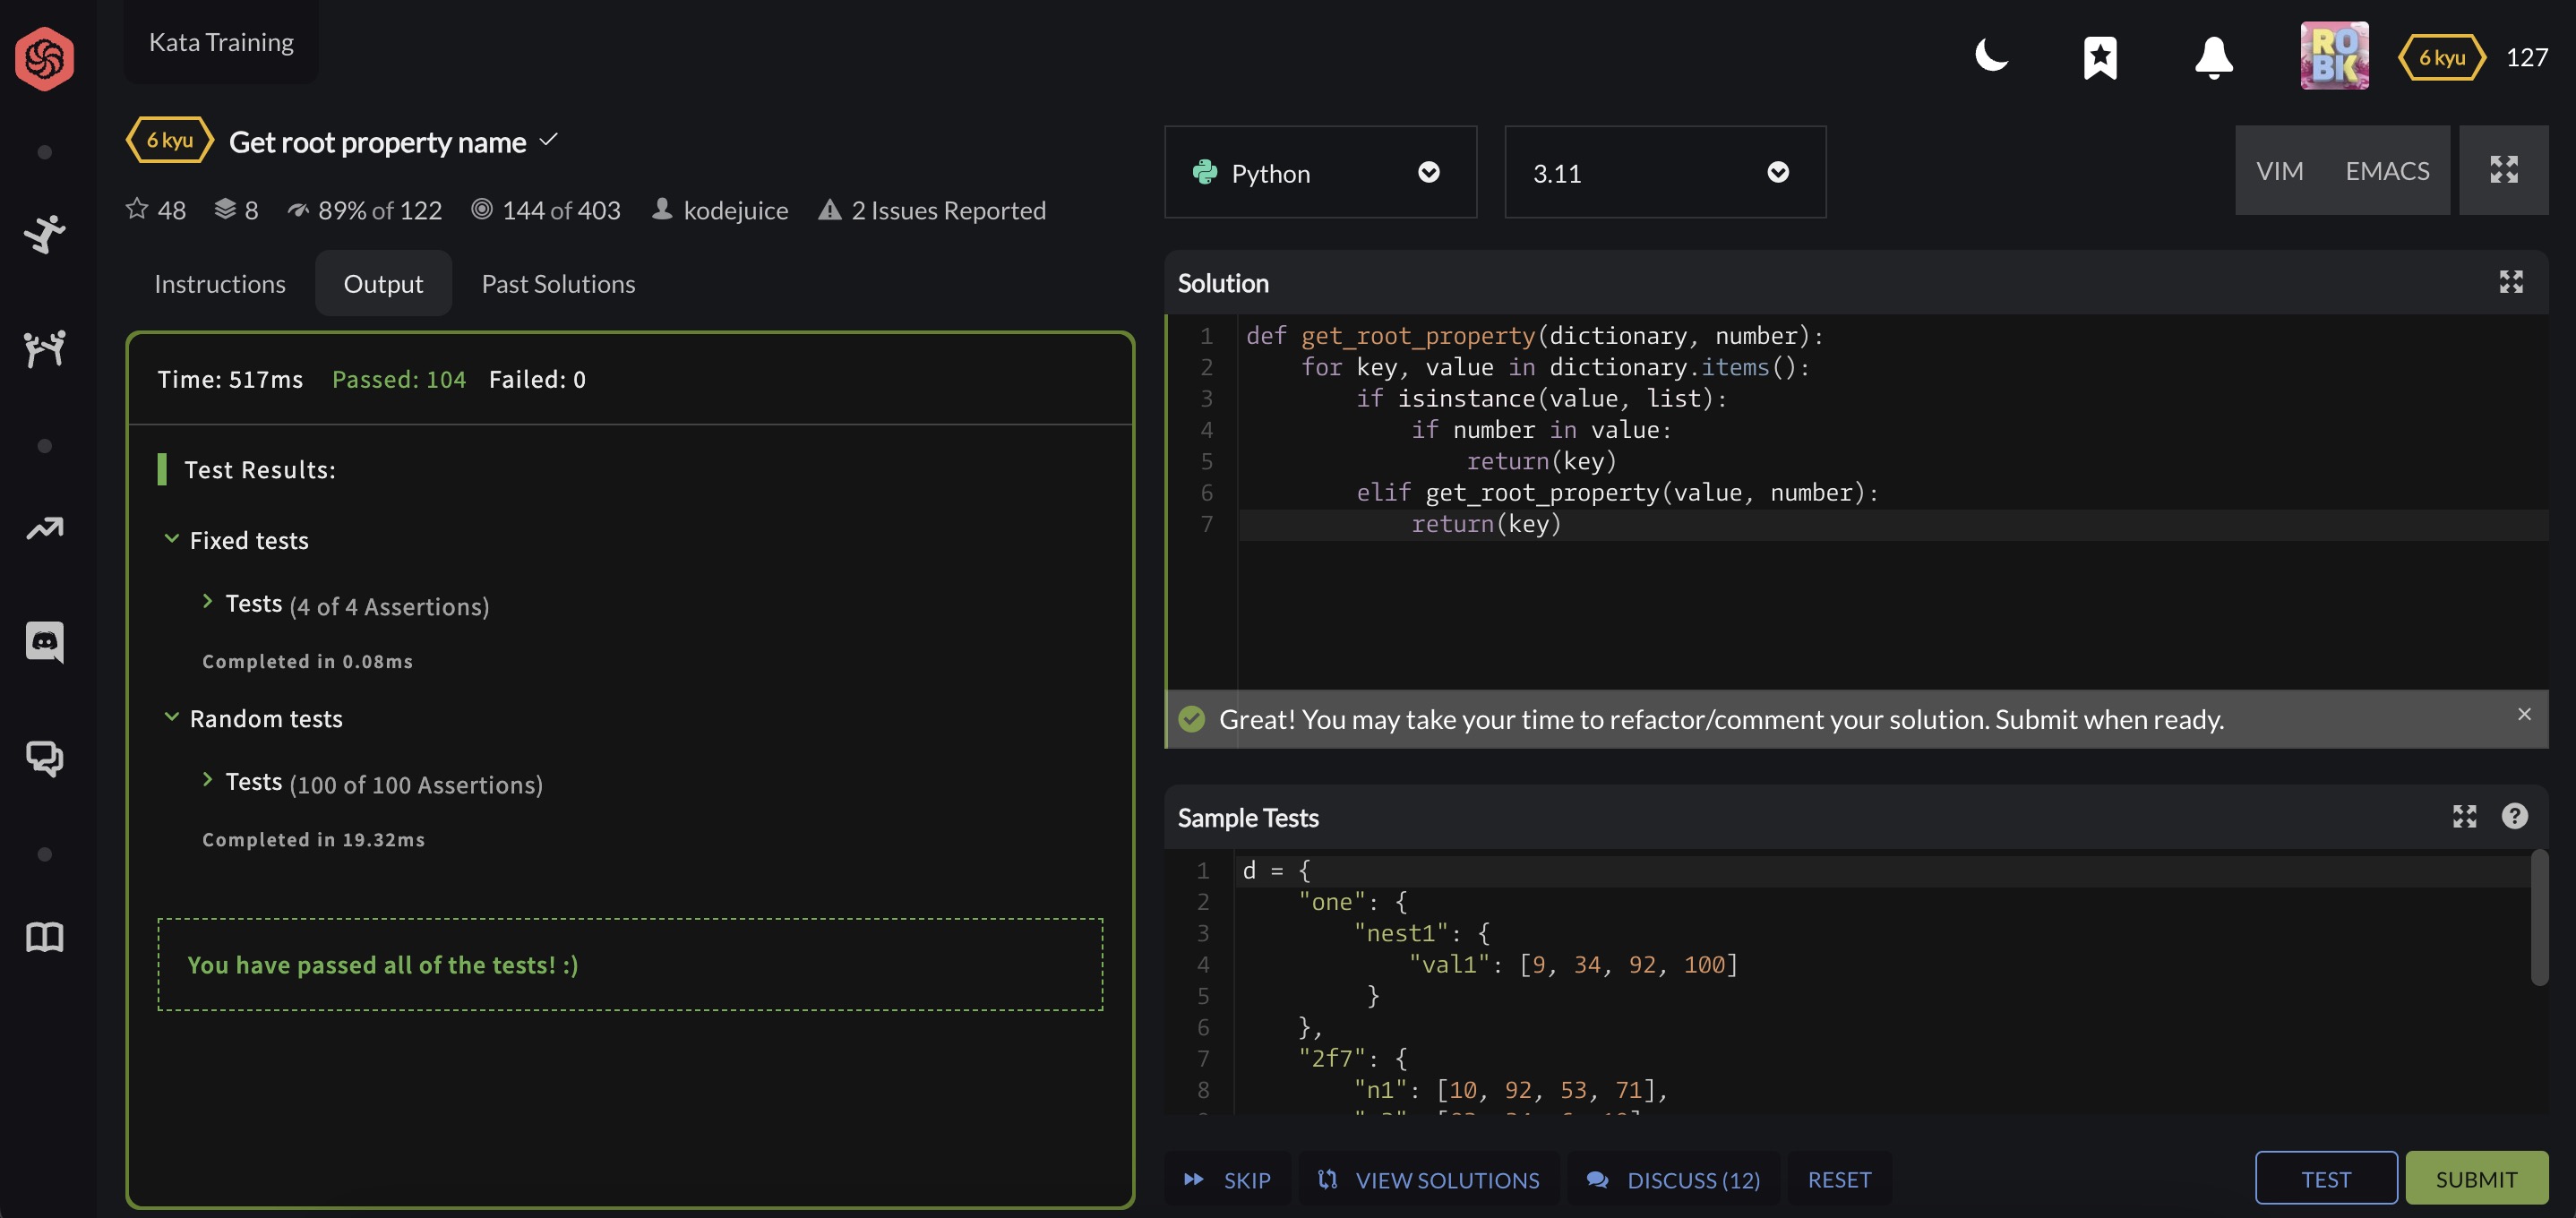 Kata Training
RO
BK
6 kyu
127
6 kyu
Get root property name
48
8
89% of 122
144 of 403
kodejuice
2 Issues Reported
Instructions
Output
Past Solutions
Time: 517ms
Passed: 104
Failed: 0
Test Results:
Fixed tests
Tests (4 of 4 Assertions)
Completed in 0.08ms
Random tests
Tests (100 of 100 Assertions)
Completed in 19.32ms
You have passed all of the tests! :)
Python
3.11
VIM
EMACS
Solution
1 def get_root_property(dictionary, number):
2     for key, value in dictionary.items():
3         if isinstance(value, list):
4             if number in value:
5                 return(key)
6         elif get_root_property(value, number):
7             return(key)
Great! You may take your time to refactor/comment your solution. Submit when ready.
Sample Tests
?
1 d = {
2     "one": {
3         "nest1": {
4             "val1": [9, 34, 92, 100]
5          }
6     },
7     "2f7": {
8         "n1": [10, 92, 53, 71],
SKIP
VIEW SOLUTIONS
DISCUSS (12)
RESET
TEST
SUBMIT